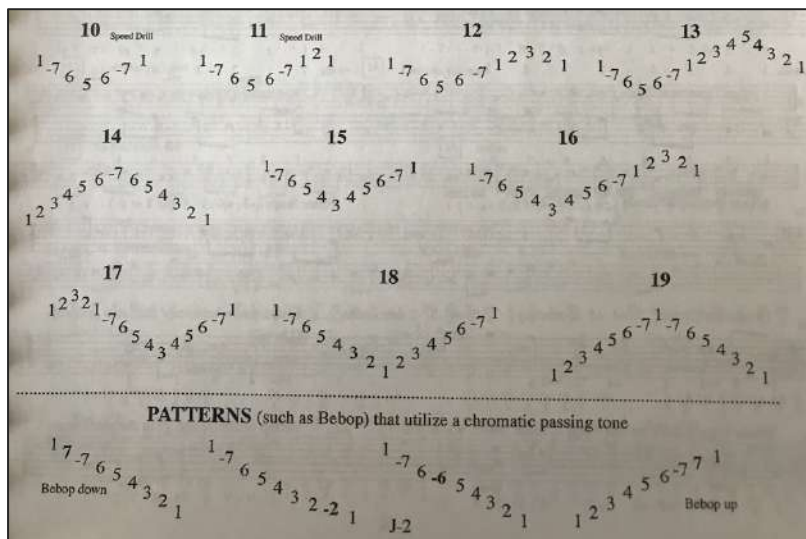 10 Speed Drill 11 Speed Drill 12 13
1 -7 6 5 6 -7 1 1 -7 6 5 6 -7 1 2 1 1 -7 6 5 6 -7 1 2 3 2 1 1 -7 6 5 6 -7 1 2 3 4 5 4 3 2 1
14 15 16
1 2 3 4 5 6 -7 6 5 4 3 2 1 1 -7 6 5 4 3 4 5 6 -7 1 1 -7 6 5 4 3 4 5 6 -7 1 2 3 2 1
17 18 19
1 2 3 2 1 -7 6 5 4 3 4 5 6 -7 1 1 -7 6 5 4 3 2 1 2 3 4 5 6 -7 1 1 2 3 4 5 6 -7 1 -7 6 5 4 3 2 1
PATTERNS (such as Bebop) that utilize a chromatic passing tone
1 7 -7 6 5 4 3 2 1 1 -7 6 5 4 3 2 -2 1 1 -7 6 -6 5 4 3 2 1 1 2 3 4 5 6 -7 7 1
Bebop down Bebop up
J-2